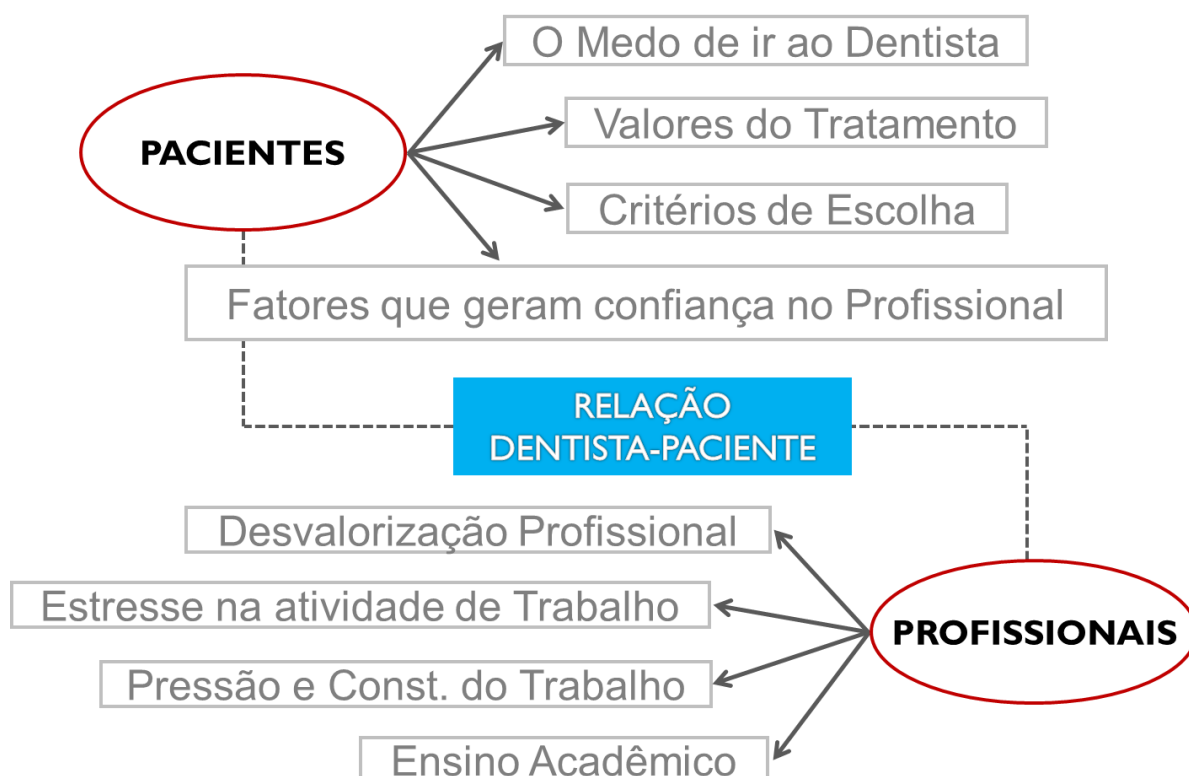 O Medo de ir ao Dentista
PACIENTES
Valores do Tratamento
Critérios de Escolha
Fatores que geram confiança no Profissional
RELAÇÃO
DENTISTA-PACIENTE
Desvalorização Profissional
Estresse na atividade de Trabalho
PROFISSIONAIS
Pressão e Const. do Trabalho
Ensino Acadêmico